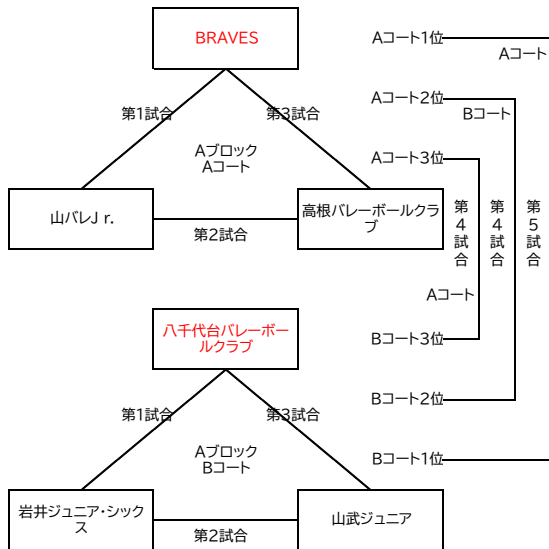 BRAVES
第1試合
第3試合
Aブロック
Aコート
山バレJ r.
高根バレーボールクラ
ブ
第2試合
八千代台バレーボー
ルクラブ
第1試合
第3試合
Aブロック
Bコート
岩井ジュニア・シック
ス
山武ジュニア
第2試合
Aコート1位
Aコート
Aコート2位
Bコート
Aコート3位
第4試合
第4試合
第5試合
Aコート
Bコート3位
Bコート2位
Bコート1位